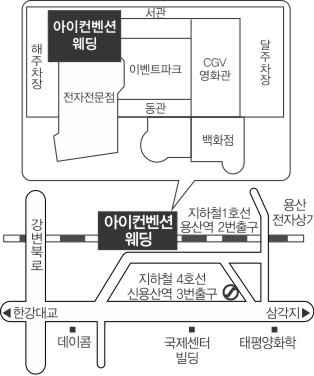 서관
아이컨벤션
웨딩
해주차장
이벤트파크
CGV
영화관
달주차장
전자전문점
동관
백화점
강변북로
아이컨벤션
웨딩
지하철1호선
용산역 2번출구
용산
전자상가
지하철 4호선
신용산역 3번출구
한강대교
삼각지
데이콤
국제센터
빌딩
태평양화학